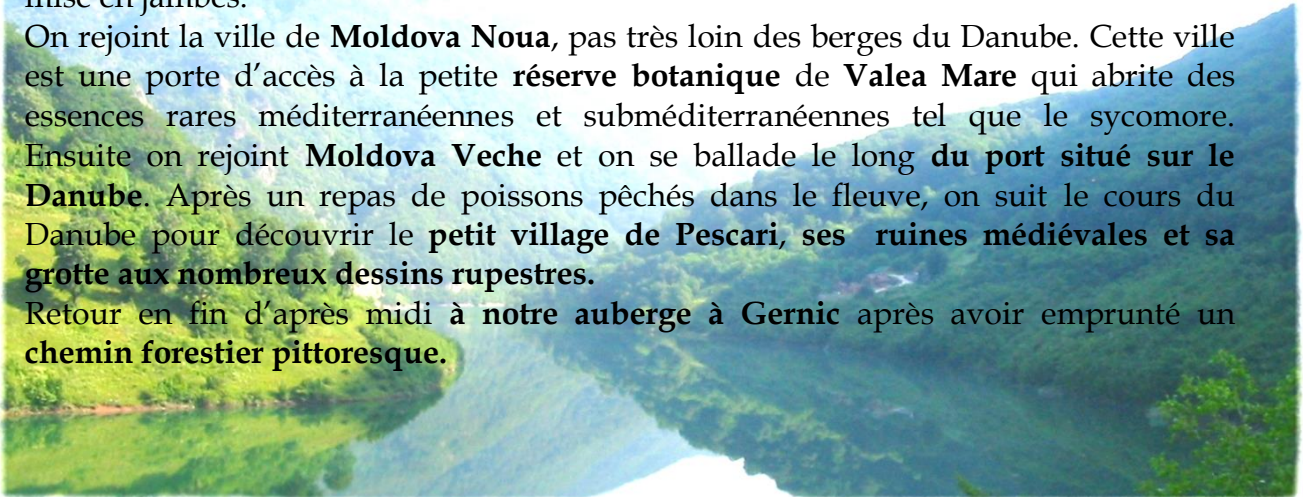 mise en jambes.
On rejoint la ville de Moldova Noua, pas très loin des berges du Danube. Cette ville
est une porte d’accès à la petite réserve botanique de Valea Mare qui abrite des
essences rares méditerranéennes et subméditerranéennes tel que le sycomore.
Ensuite on rejoint Moldova Veche et on se ballade le long du port situé sur le
Danube. Après un repas de poissons pêchés dans le fleuve, on suit le cours du
Danube pour découvrir le petit village de Pescari, ses ruines médiévales et sa
grotte aux nombreux dessins rupestres.
Retour en fin d’après midi à notre auberge à Gernic après avoir emprunté un
chemin forestier pittoresque.